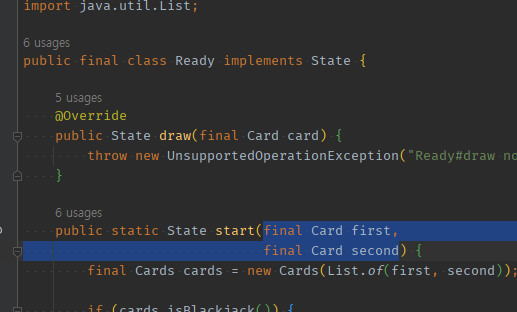 import java.util.List;
6 usages
public final class Ready implements State {
5 usages
@Override
public State draw(final Card card) {
throw new UnsupportedOperationException("Ready#draw no
}
6 usages
public static State start(final Card first,
final Card second) {
final Cards cards = new Cards(List.of(first, second));
if (cards.isBlackjack()) {